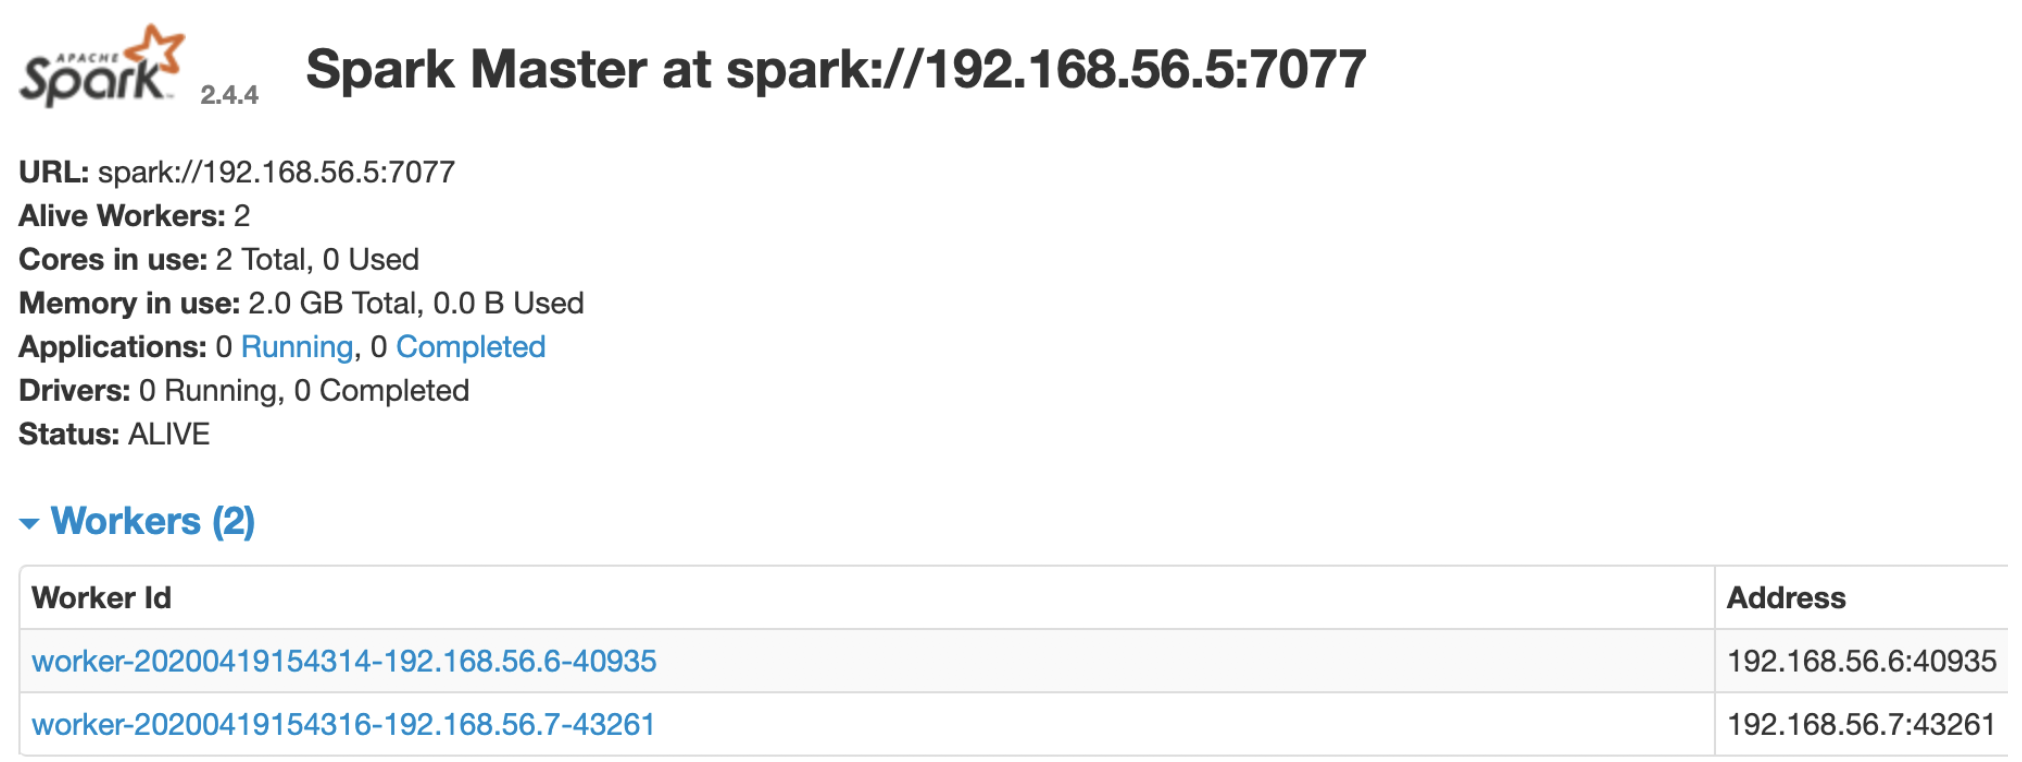 APACHE
Spark™ 2.4.4 Spark Master at spark://192.168.56.5:7077
URL: spark://192.168.56.5:7077
Alive Workers: 2
Cores in use: 2 Total, 0 Used
Memory in use: 2.0 GB Total, 0.0 B Used
Applications: 0 Running, 0 Completed
Drivers: 0 Running, 0 Completed
Status: ALIVE
Workers (2)
Worker Id Address
worker-20200419154314-192.168.56.6-40935 192.168.56.6:40935
worker-20200419154316-192.168.56.7-43261 192.168.56.7:43261